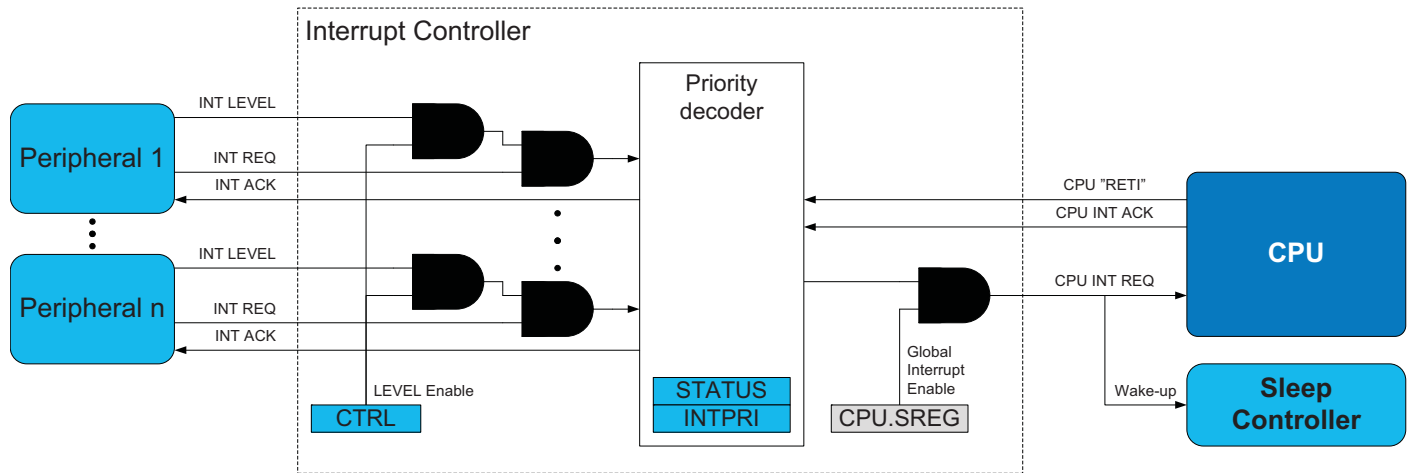 Interrupt Controller
Priority
decoder
INT LEVEL
Peripheral 1
INT REQ
INT ACK
CPU "RETI"
CPU INT ACK
INT LEVEL
CPU
Peripheral n
INT REQ
CPU INT REQ
INT ACK
Global
Interrupt
Enable
LEVEL Enable
STATUS
INTPRI
CTRL
CPU.SREG
Wake-up
Sleep
Controller